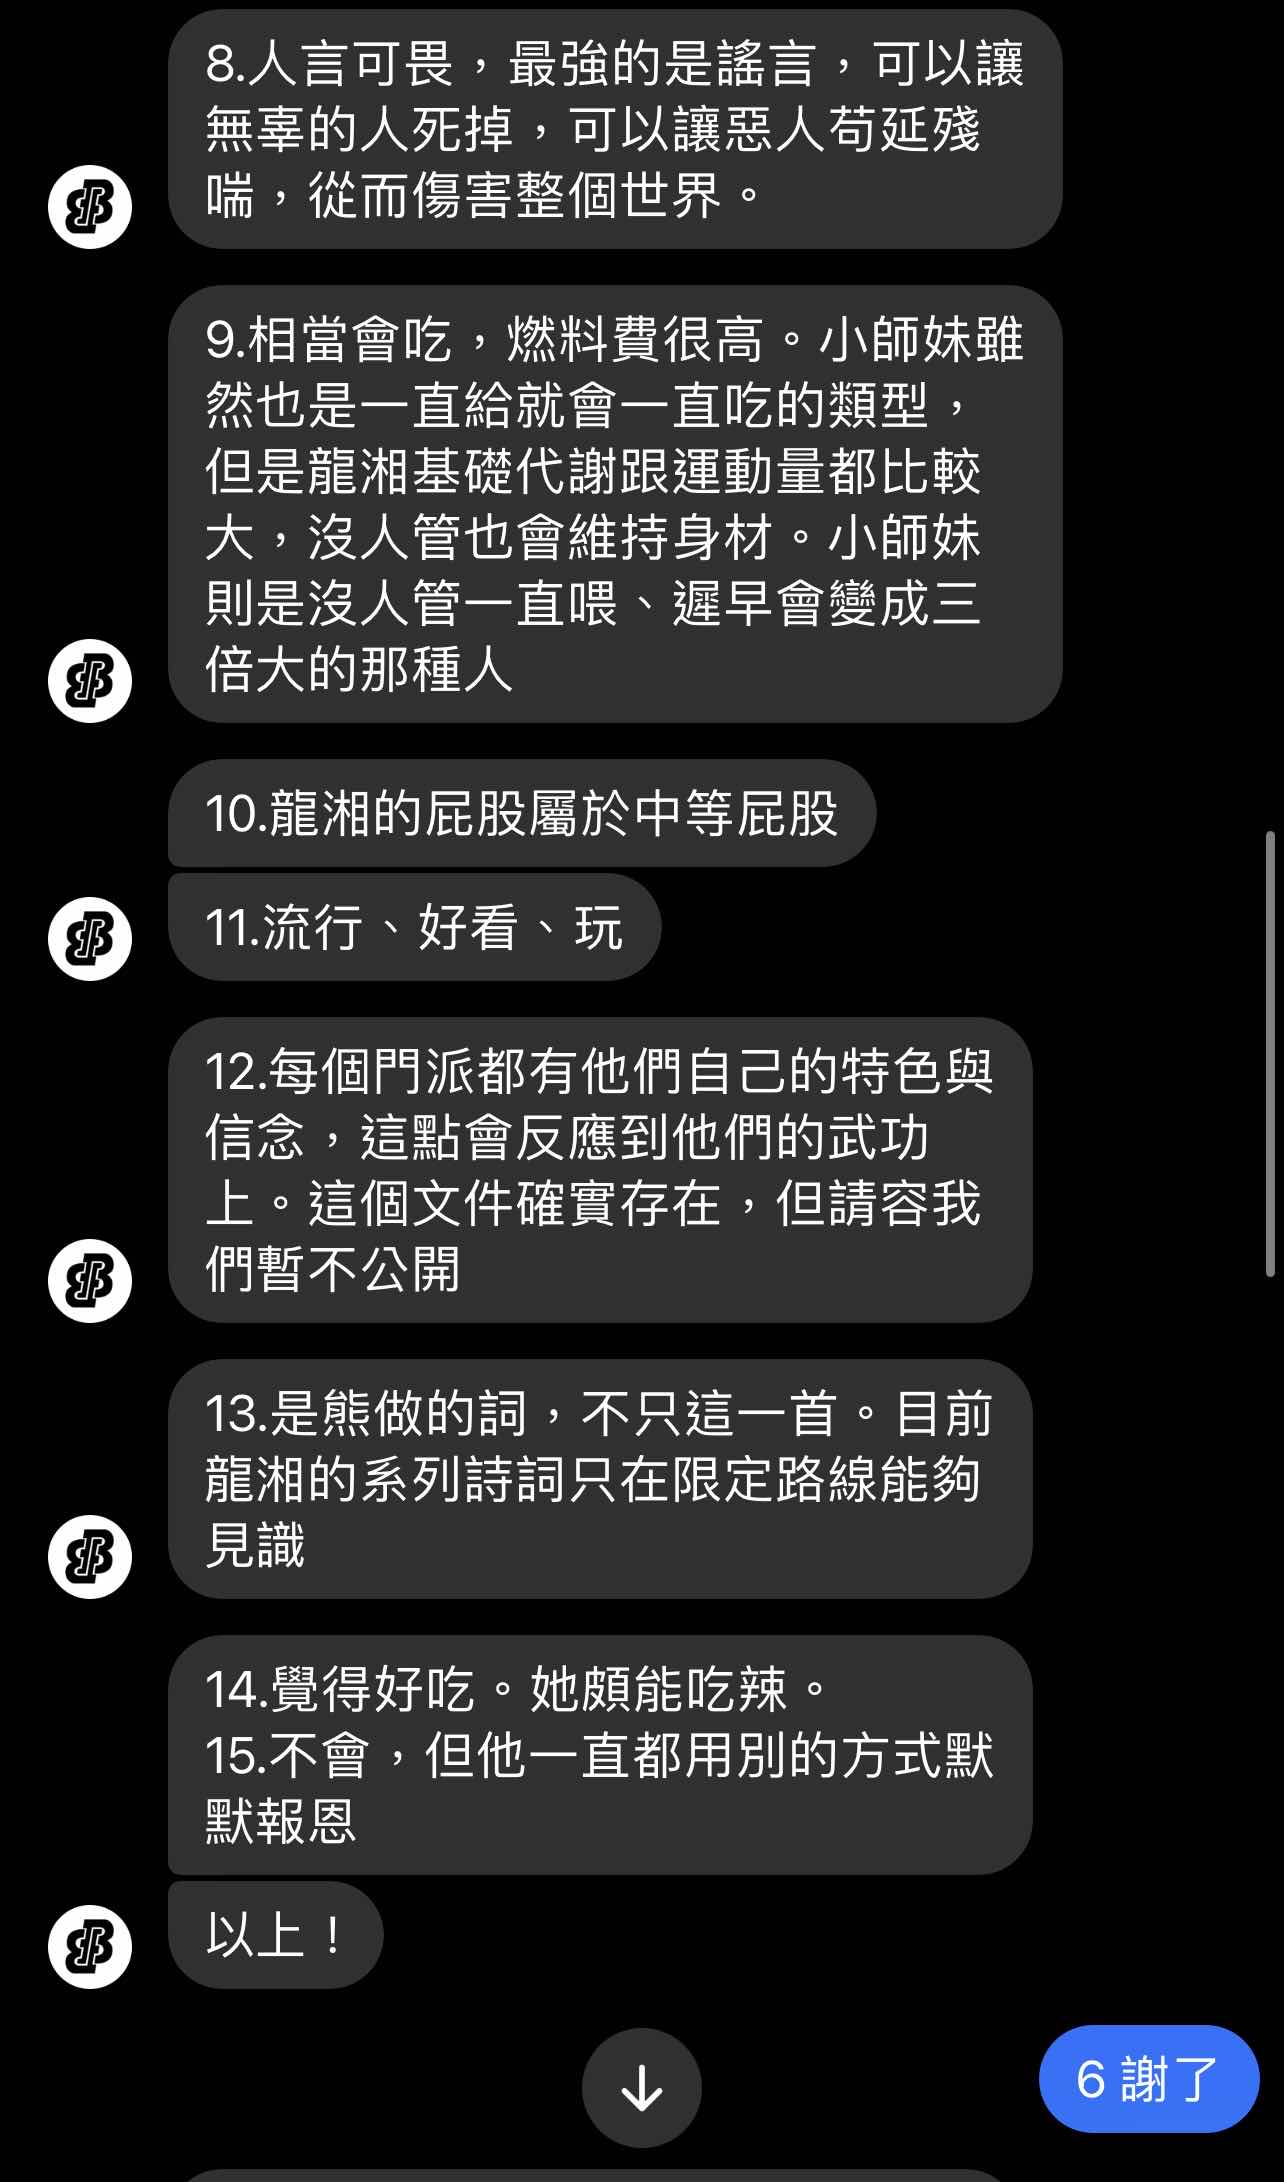 8.人言可畏，最強的是謠言，可以讓
無辜的人死掉，可以讓惡人苟延殘
喘，從而傷害整個世界。
9.相當會吃，燃料費很高。小師妹雖
然也是一直給就會一直吃的類型，
但是龍湘基礎代謝跟運動量都比較
大，沒人管也會維持身材。小師妹
則是沒人管一直喂、遲早會變成三
倍大的那種人
10.龍湘的屁股屬於中等屁股
11.流行、好看、玩
12.每個門派都有他們自己的特色與
信念，這點會反應到他們的武功
上。這個文件確實存在，但請容我
們暫不公開
13.是熊做的詞，不只這一首。目前
龍湘的系列詩詞只在限定路線能夠
見識
14.覺得好吃。她頗能吃辣。
15.不會，但他一直都用別的方式默
默報恩
以上！
6 謝了